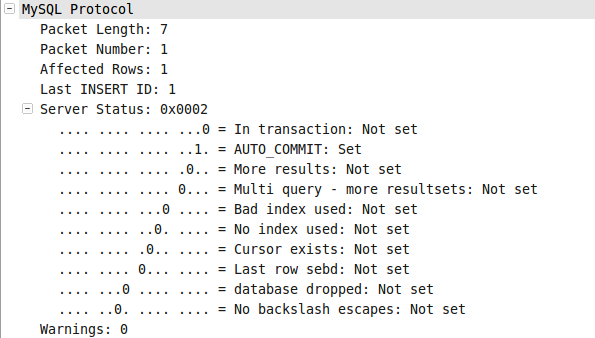 MySQL Protocol
Packet Length: 7
Packet Number: 1
Affected Rows: 1
Last INSERT ID: 1
Server Status: 0x0002
.... .... .... ...0 = In transaction: Not set
.... .... .... ..1. = AUTO_COMMIT: Set
.... .... .... .0.. = More results: Not set
.... .... .... 0... = Multi query - more resultsets: Not set
.... .... ...0 .... = Bad index used: Not set
.... .... ..0. .... = No index used: Not set
.... .... .0.. .... = Cursor exists: Not set
.... .... 0... .... = Last row sebd: Not set
.... ...0 .... .... = database dropped: Not set
.... ..0. .... .... = No backslash escapes: Not set
Warnings: 0